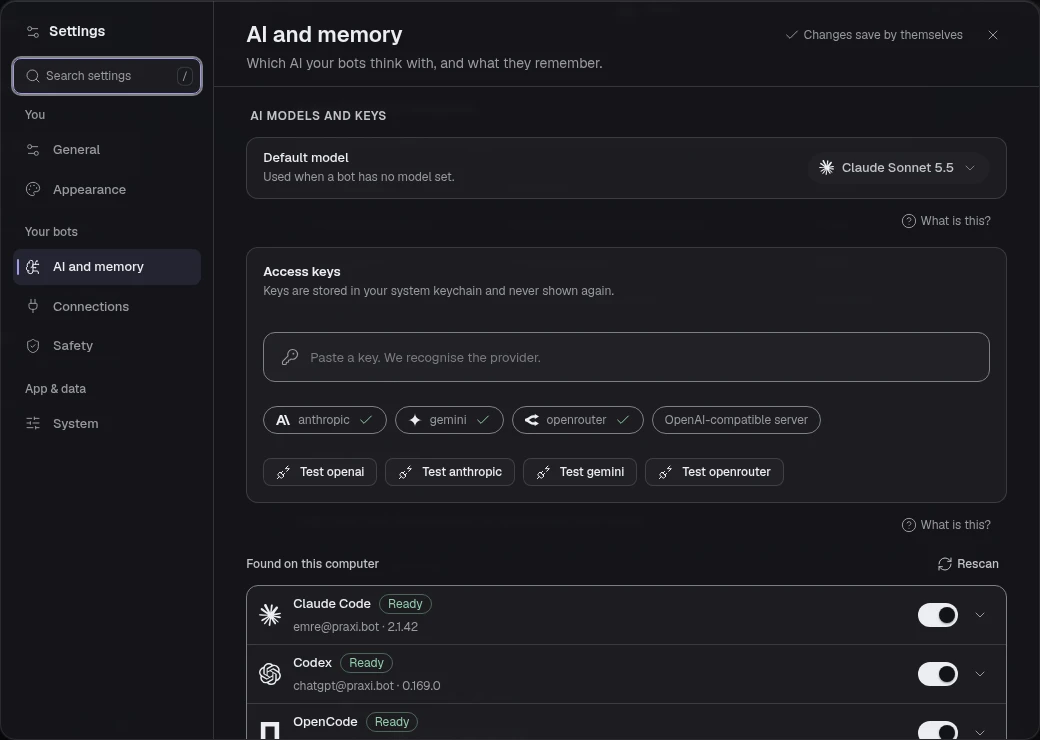 Settings
Search settings /
You
General
Appearance
Your bots
AI and memory
Connections
Safety
App & data
System
AI and memory
Changes save by themselves
Which AI your bots think with, and what they remember.
AI MODELS AND KEYS
Default model
Used when a bot has no model set.
Claude Sonnet 5.5
What is this?
Access keys
Keys are stored in your system keychain and never shown again.
Paste a key. We recognise the provider.
anthropic gemini openrouter OpenAI-compatible server
Test openai Test anthropic Test gemini Test openrouter
What is this?
Found on this computer Rescan
Claude Code Ready
emre@praxi.bot · 2.1.42
Codex Ready
chatgpt@praxi.bot · 0.169.0
OpenCode Ready